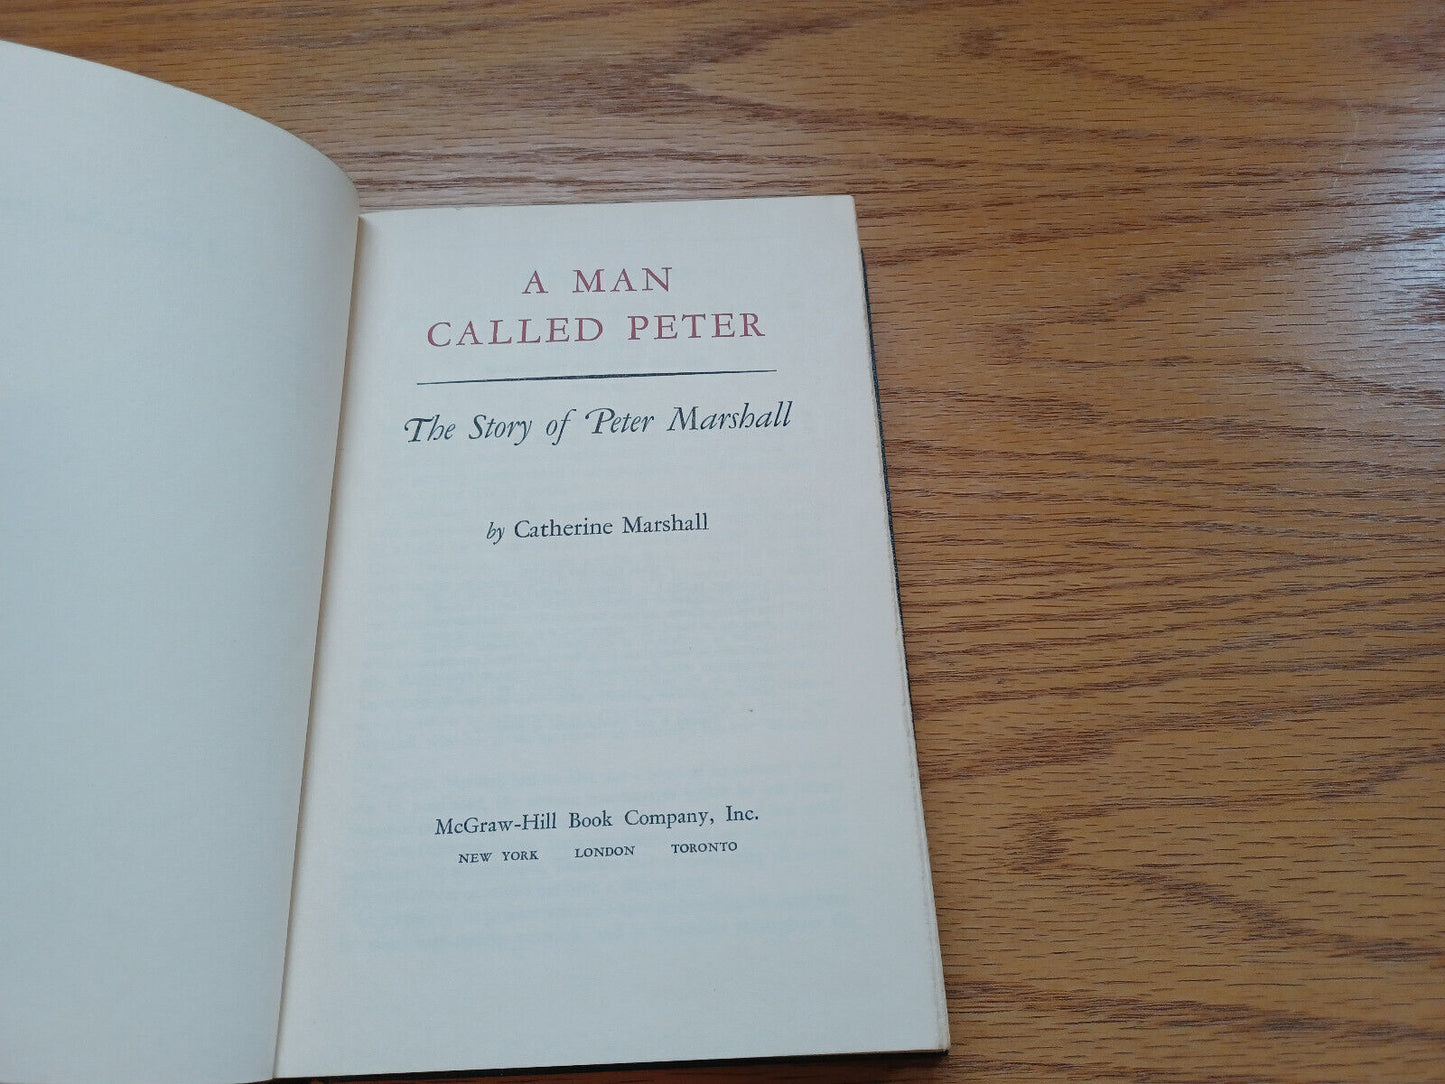 A MAN
CALLED PETER
The Story of Peter Marshall
by Catherine Marshall
McGraw-Hill Book Company, Inc.
NEW YORK LONDON TORONTO